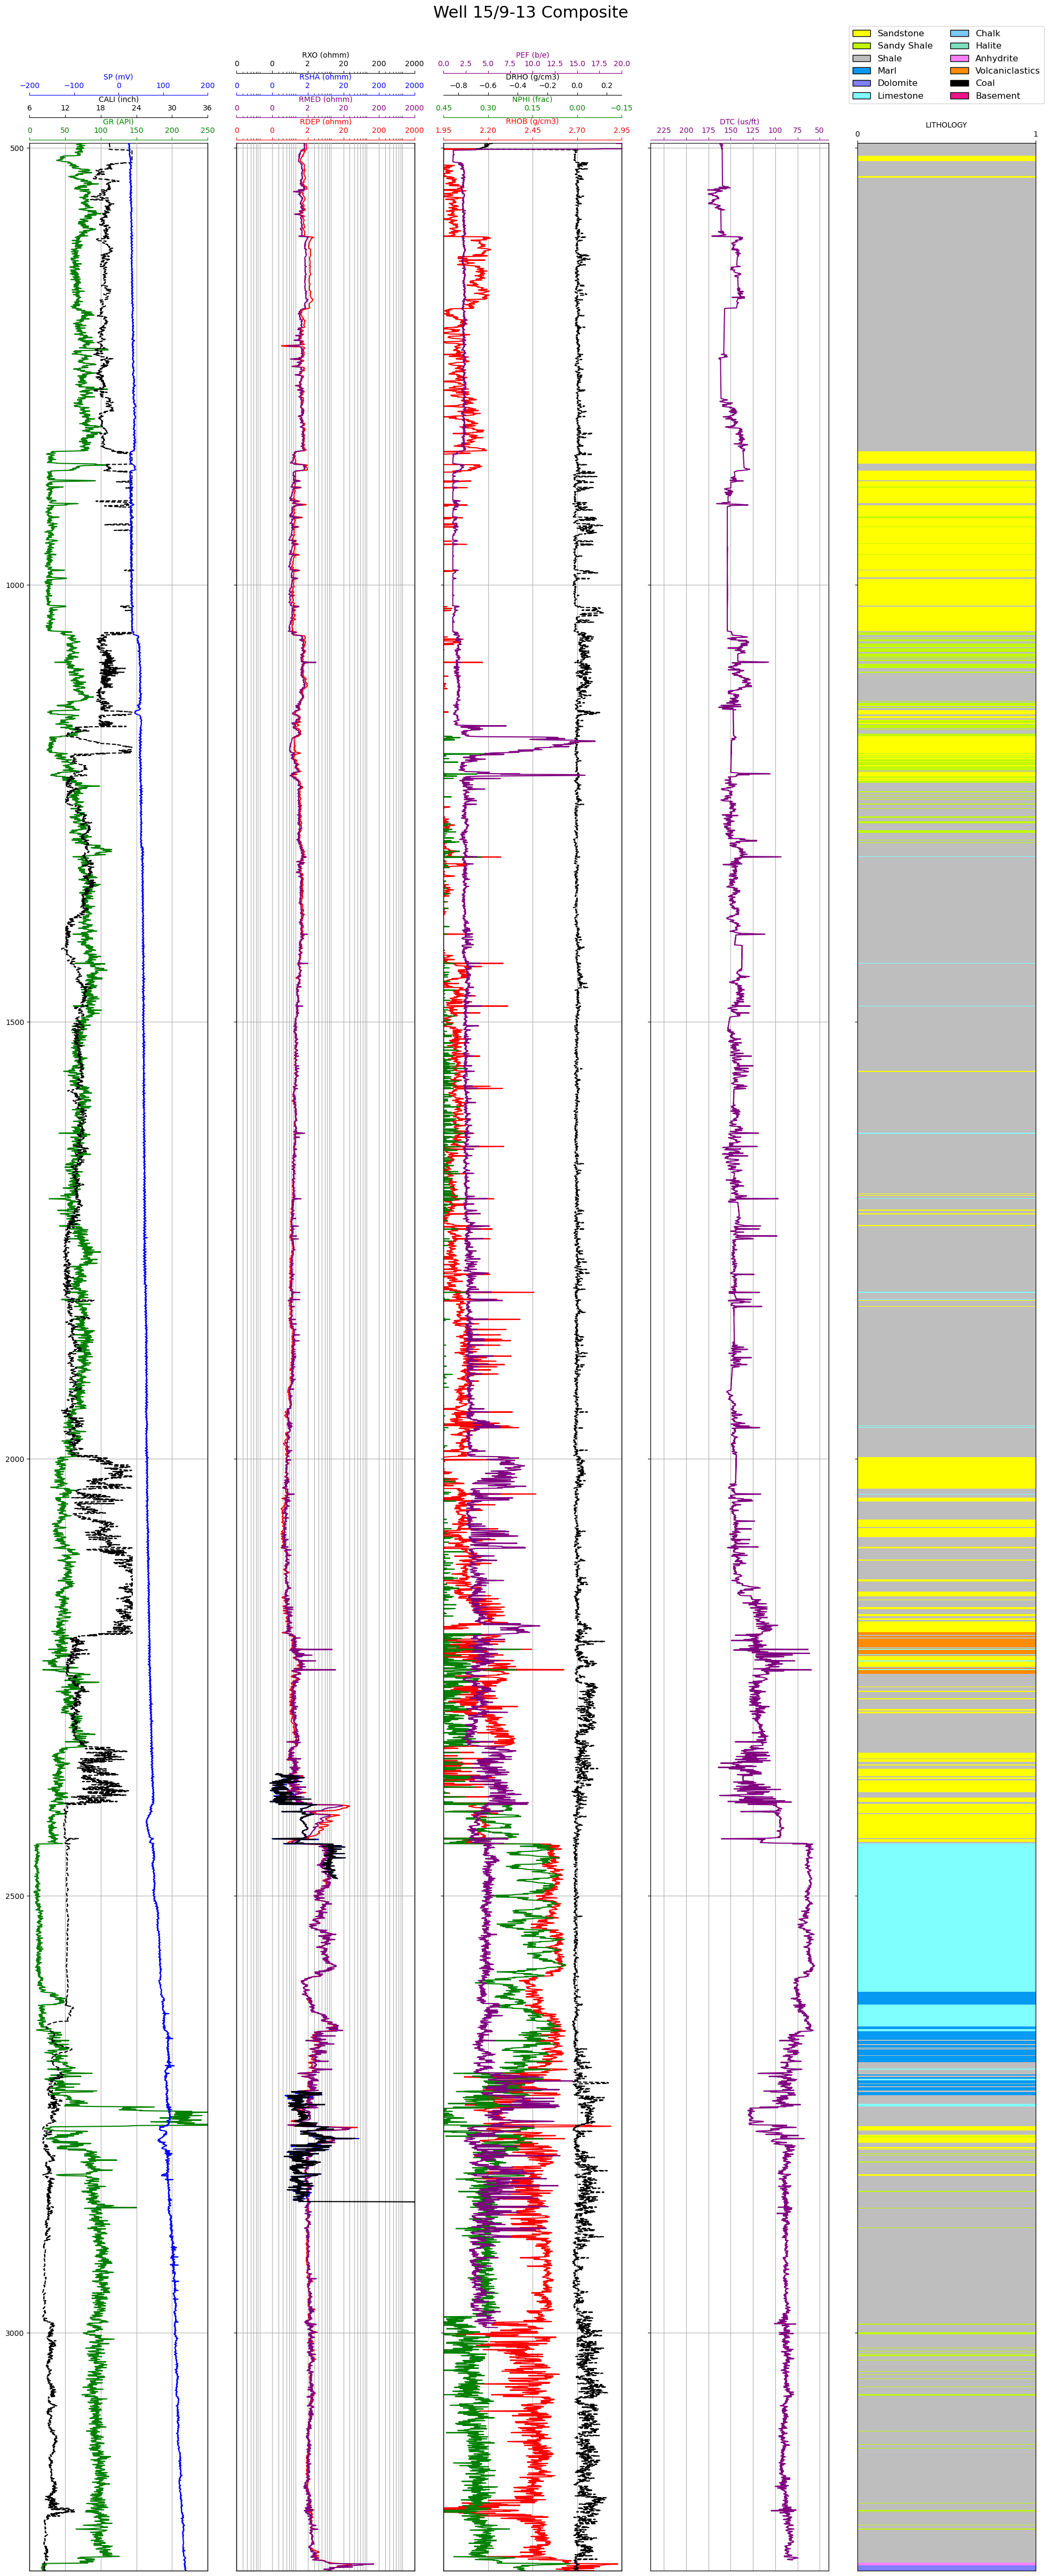 Well 15/9-13 Composite
Sandstone Chalk
Sandy Shale Halite
Shale Anhydrite
Marl Volcaniclastics
Dolomite Coal
Limestone Basement
RXO (ohmm) PEF (b/e)
0 0 2 20 200 2000 0.0 2.5 5.0 7.5 10.0 12.5 15.0 17.5 20.0
SP (mV) RSHA (ohmm) DRHO (g/cm3)
−200 −100 0 100 200 0 0 2 20 200 2000 −0.8 −0.6 −0.4 −0.2 0.0 0.2
CALI (inch) RMED (ohmm) NPHI (frac)
6 12 18 24 30 36 0 0 2 20 200 2000 0.45 0.30 0.15 0.00 −0.15
GR (API) RDEP (ohmm) RHOB (g/cm3) DTC (us/ft) LITHOLOGY
0 50 100 150 200 250 0 0 2 20 200 2000 1.95 2.20 2.45 2.70 2.95 225 200 175 150 125 100 75 50 0 1
500
1000
1500
2000
2500
3000